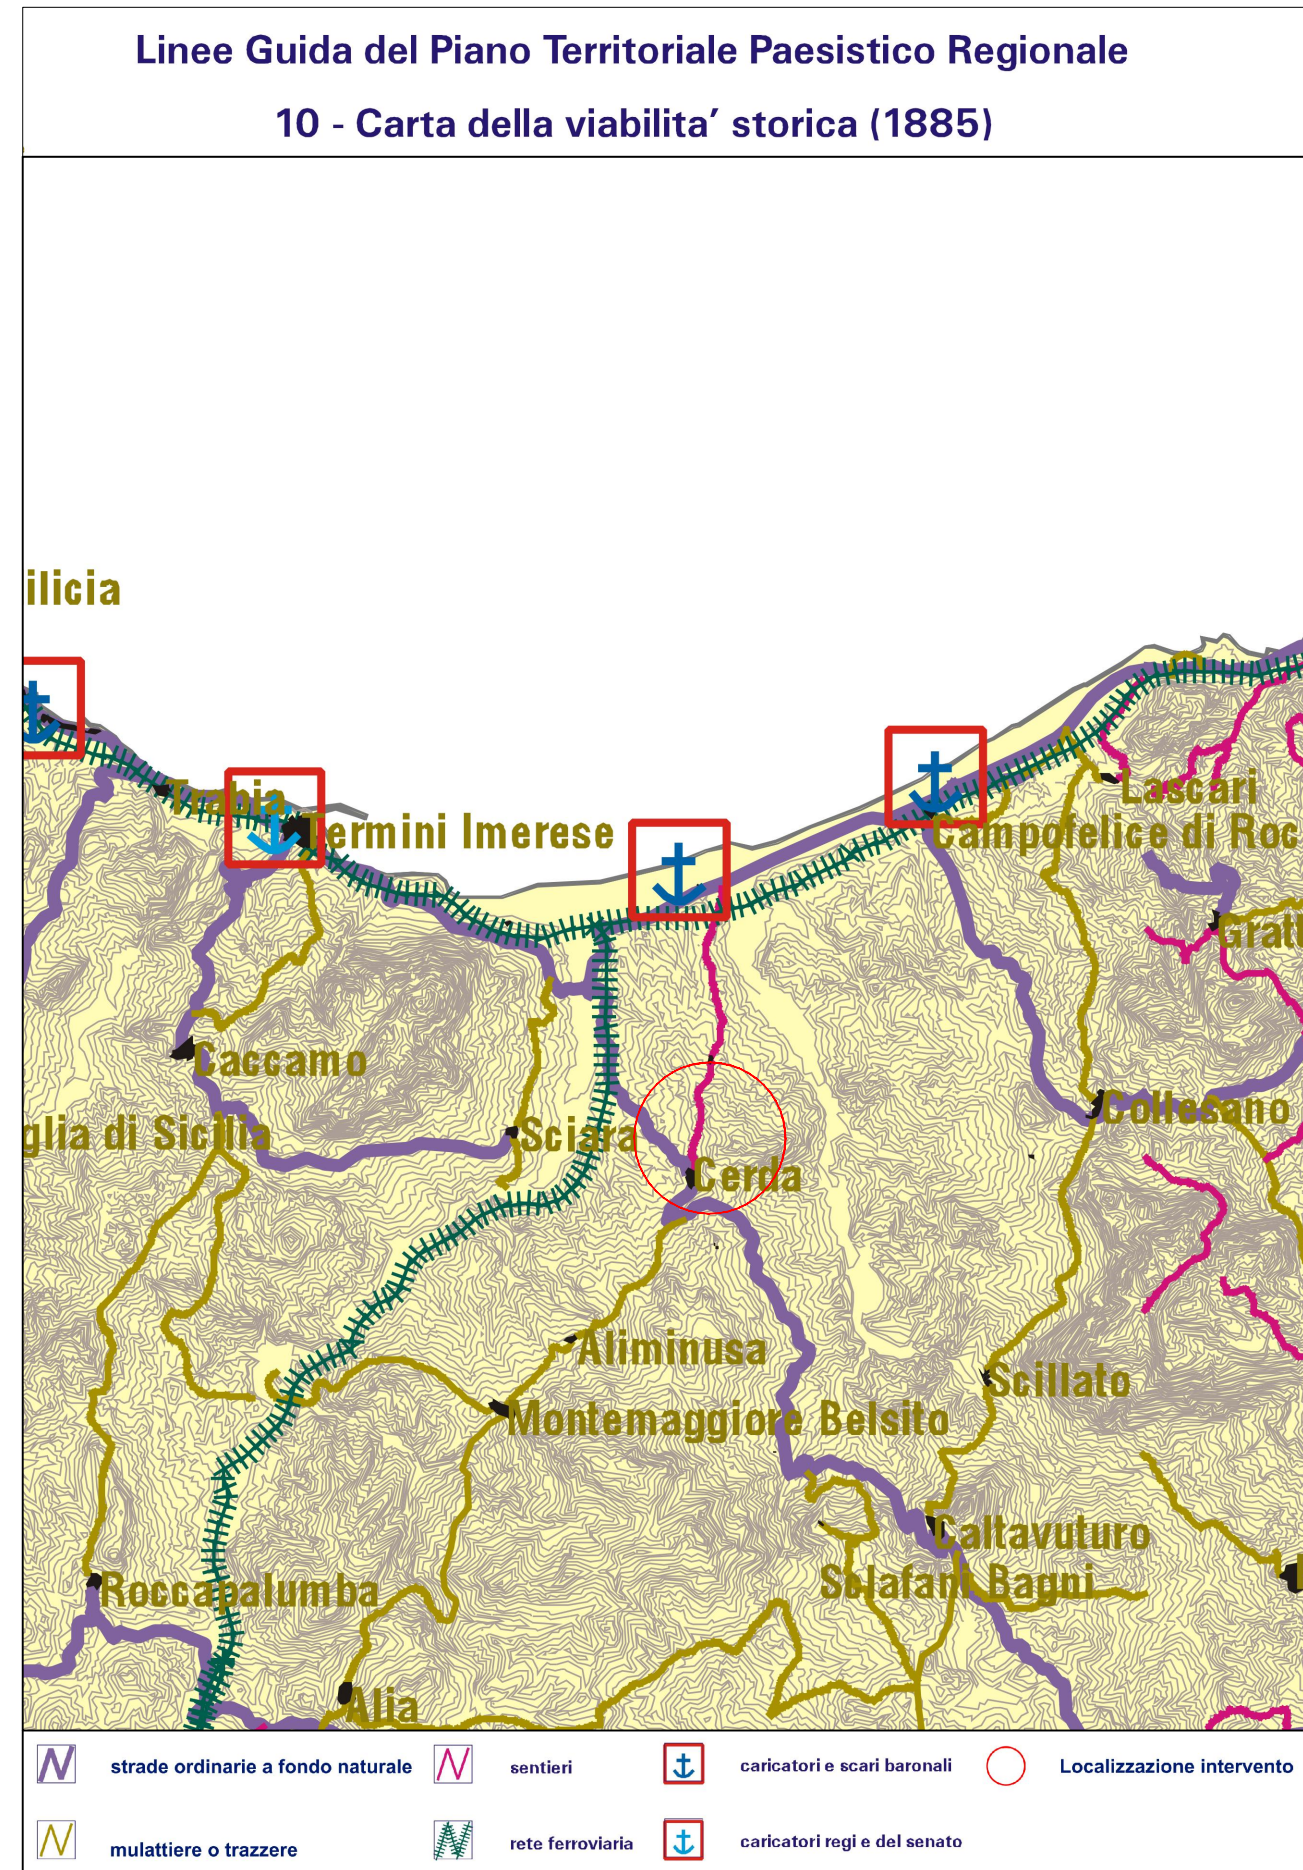 Linee Guida del Piano Territoriale Paesistico Regionale
10 - Carta della viabilita' storica (1885)
ilicia
Trabia
Termini Imerese
Lascari
Campofelice di Roc
Gratt
Caccamo
Collesano
glia di Sicilia
Sciara
Cerda
Aliminusa
Scillato
Montemaggiore Belsito
Caltavuturo
Sclafani Bagni
Roccapalumba
Alia
strade ordinarie a fondo naturale
sentieri
caricatori e scari baronali
Localizzazione intervento
mulattiere o trazzere
rete ferroviaria
caricatori regi e del senato